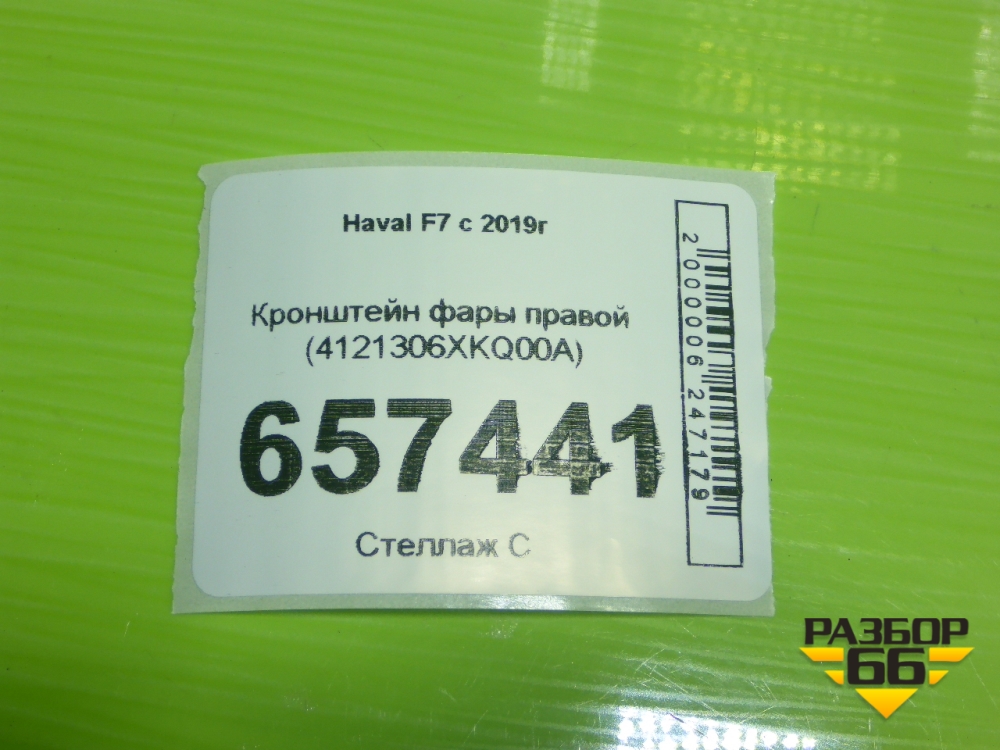 Haval F7 с 2019г
Кронштейн фары правой
(4121306XKQ00A)
657441
Стеллаж С
2000006247179
РАЗБОР
66